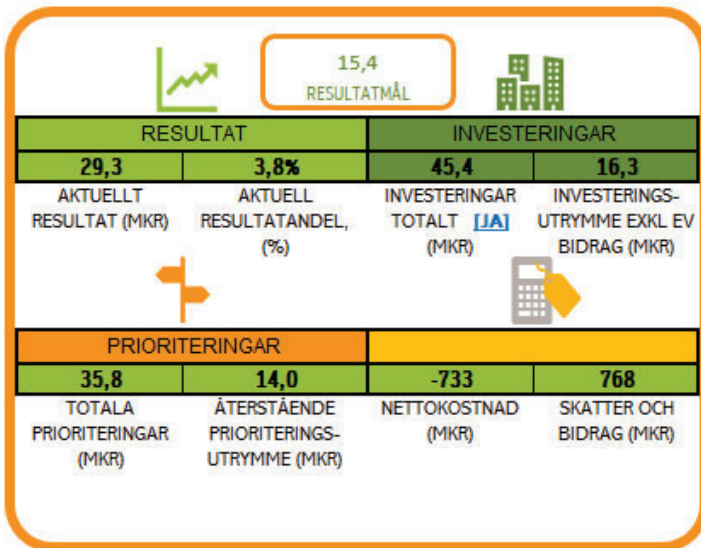 15,4
RESULTATMÅL
RESULTAT INVESTERINGAR
29,3 3,8% 45,4 16,3
AKTUELLT AKTUELL INVESTERINGAR INVESTERINGS-
RESULTAT (MKR) RESULTATANDEL, TOTALT [JA] UTRYMME EXKL EV
(%) (MKR) BIDRAG (MKR)
PRIORITERINGAR
35,8 14,0 -733 768
TOTALA ÅTERSTÅENDE NETTOKOSTNAD SKATTER OCH
PRIORITERINGAR PRIORITERINGS- (MKR) BIDRAG (MKR)
(MKR) UTRYMME (MKR)